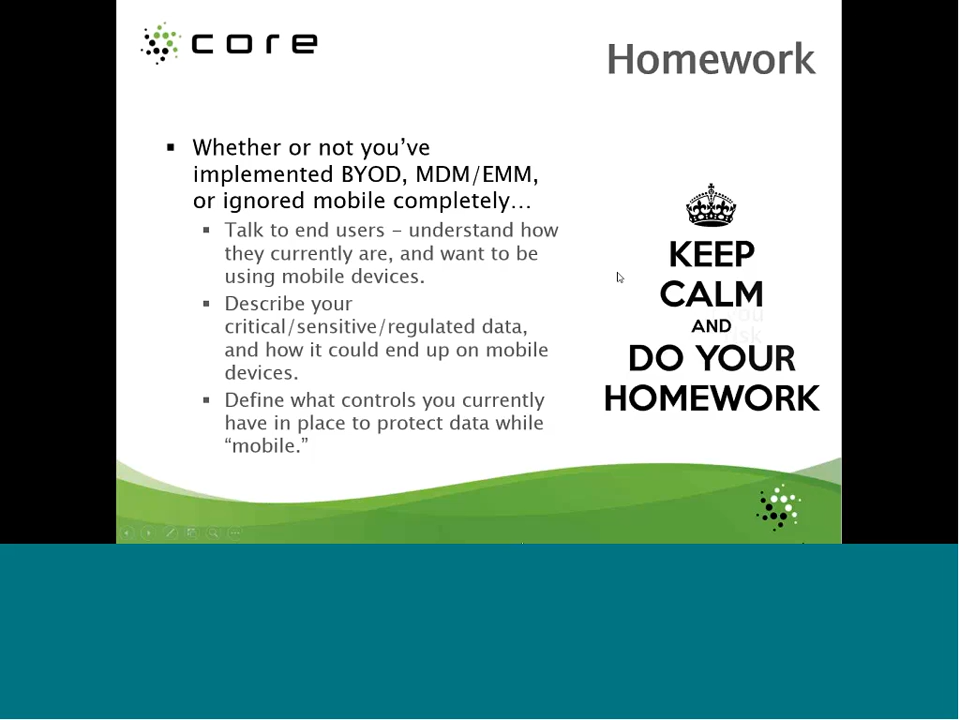 core
Homework
▪ Whether or not you’ve
implemented BYOD, MDM/EMM,
or ignored mobile completely…
▪ Talk to end users – understand how
they currently are, and want to be
using mobile devices.
▪ Describe your
critical/sensitive/regulated data,
and how it could end up on mobile
devices.
▪ Define what controls you currently
have in place to protect data while
“mobile.”
KEEP
CALM
AND
DO YOUR
HOMEWORK
you